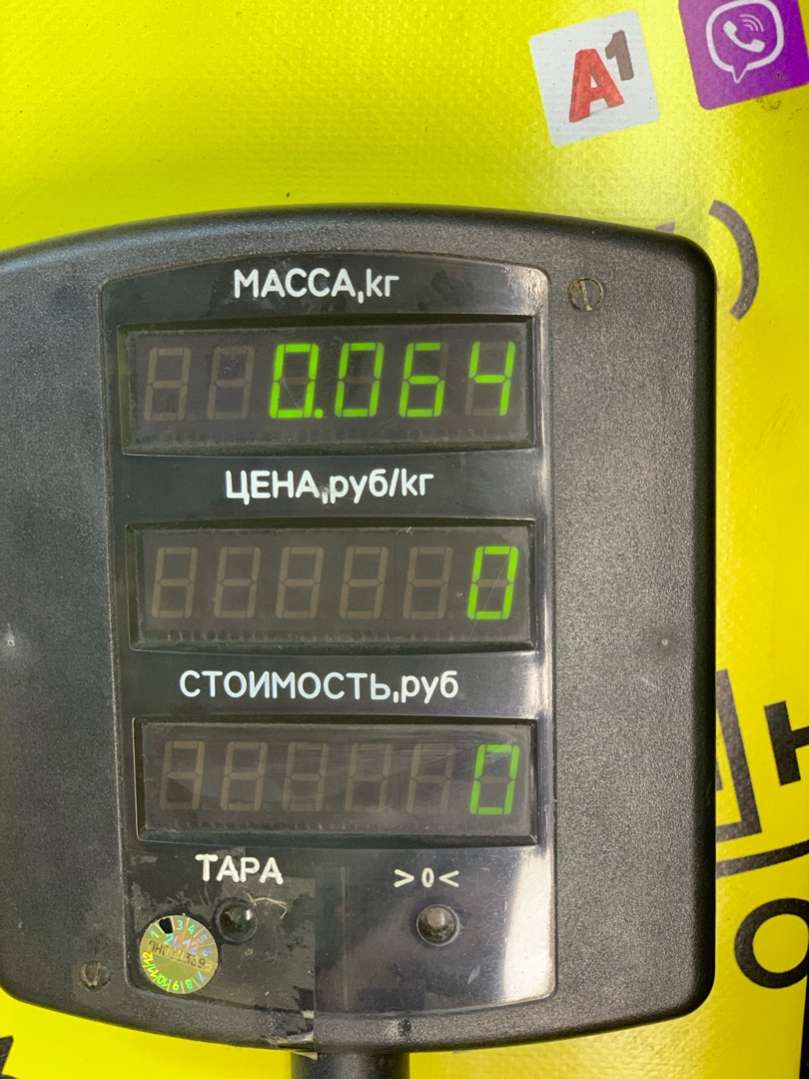 A1
МАССА,кг
0.064
ЦЕНА,руб/кг
0
СТОИМОСТЬ,руб
0
ТАРА >0<